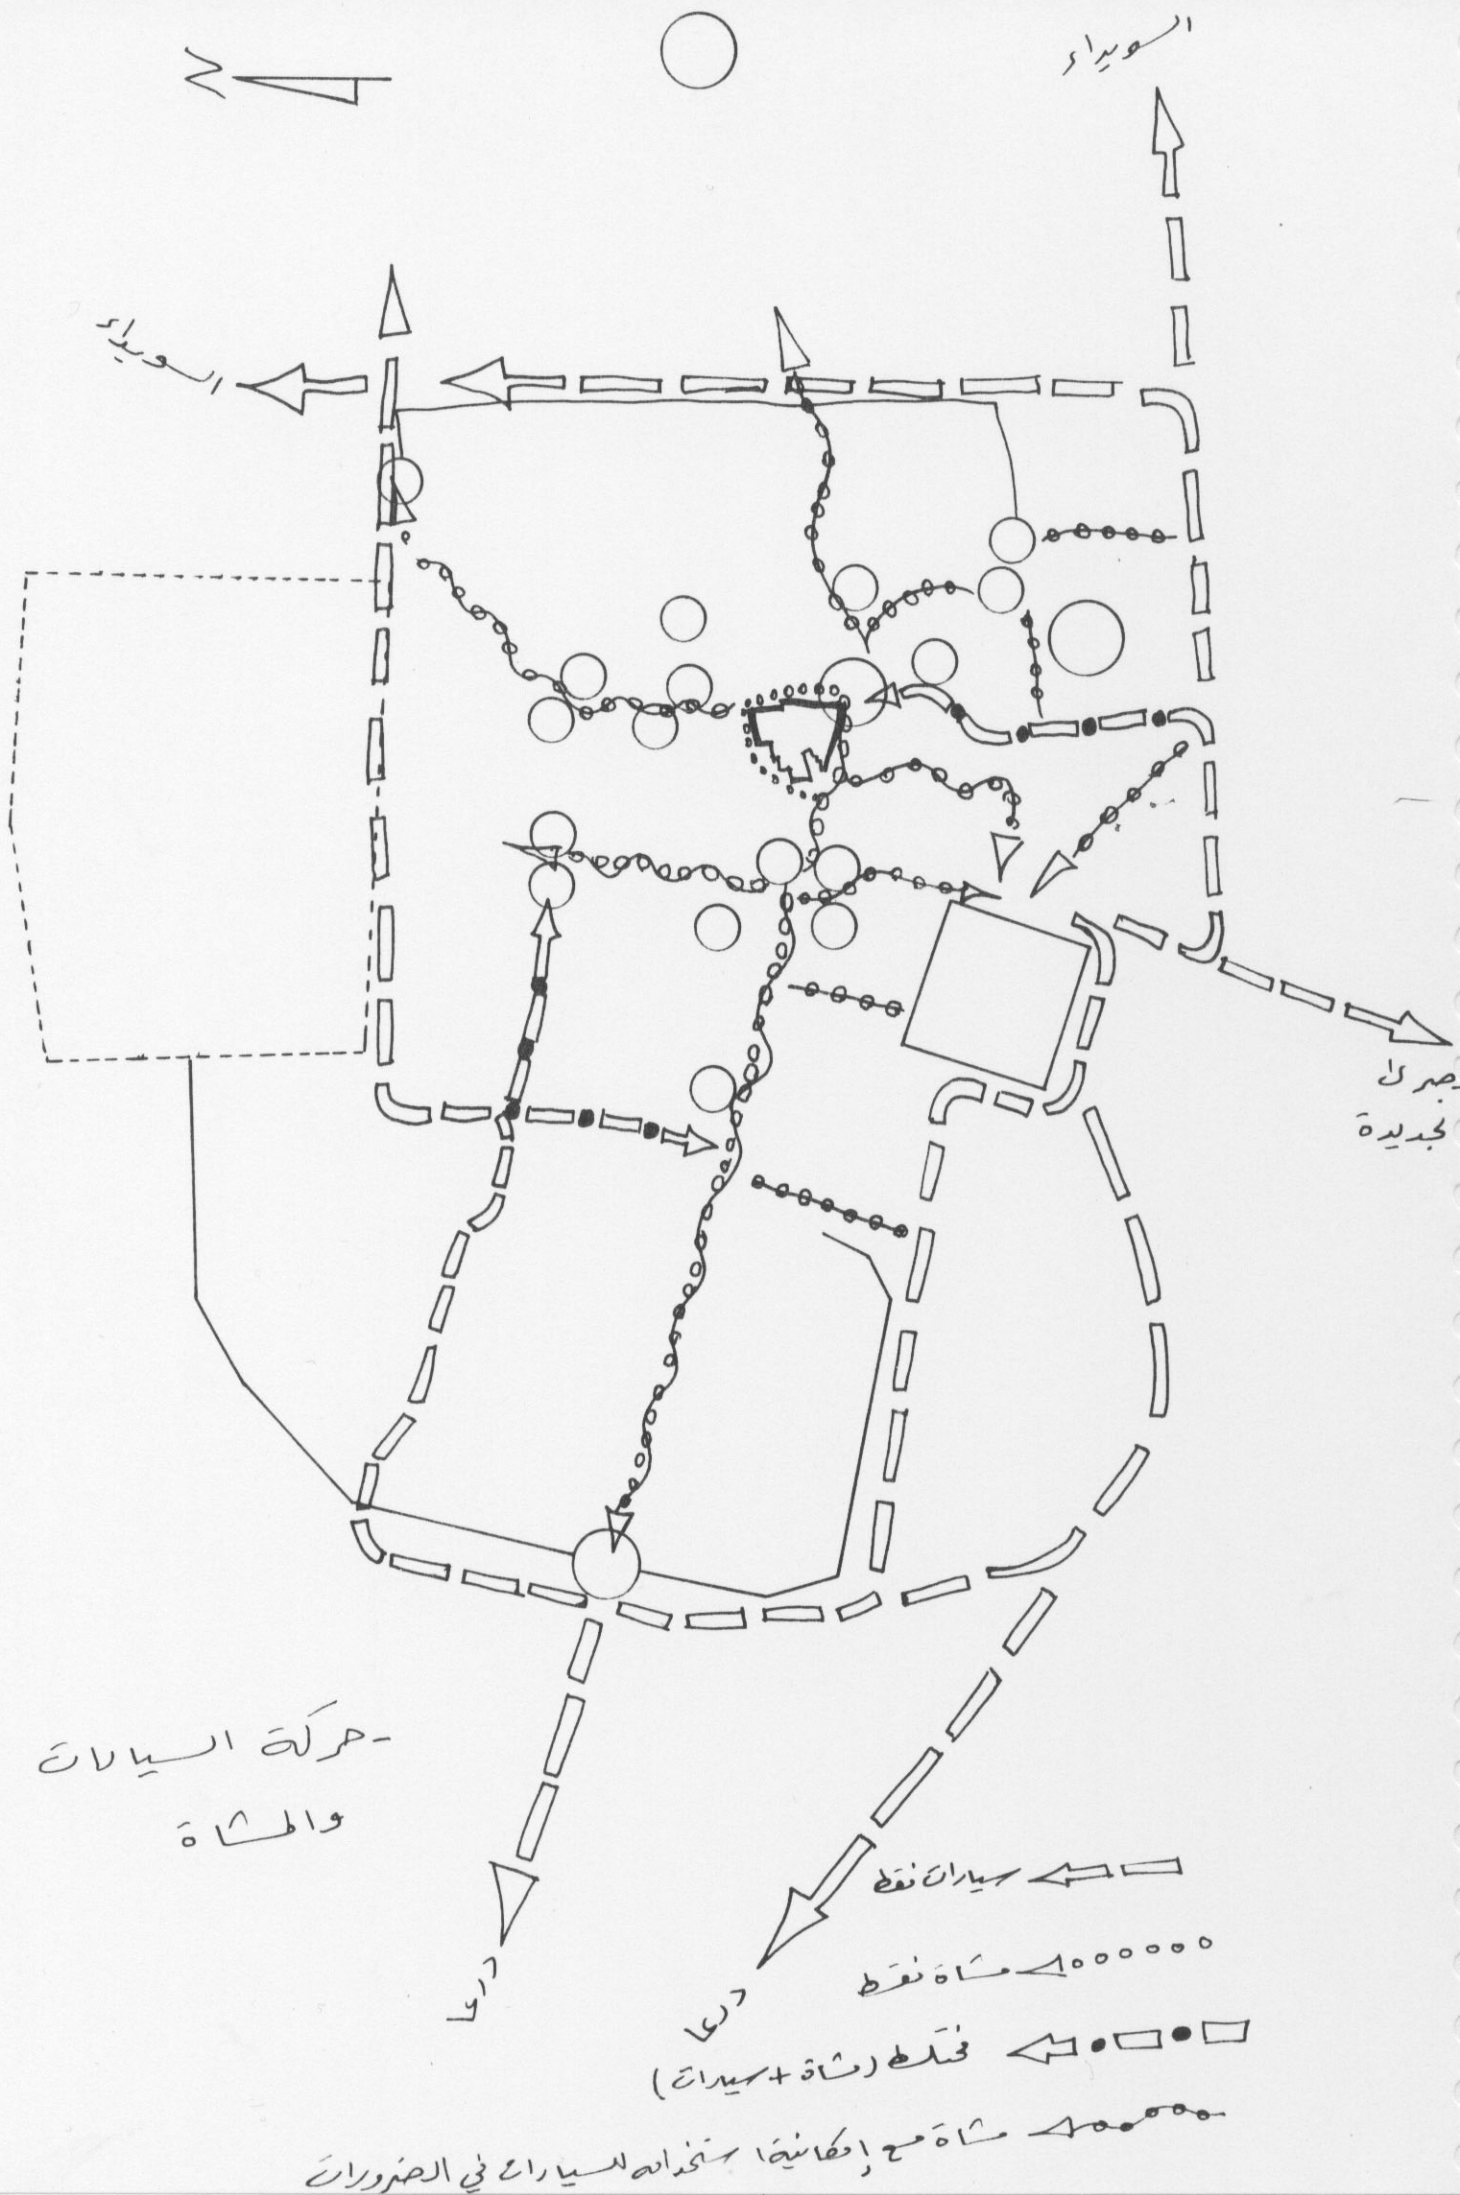 السويداء
السويداء
N
بصرى
لجديدة
-حركة السيارات
والمشاة
درعا
درعا
سيارات فقط
مشاة فقط
مختلط (مشاة + سيارات)
مشاة مع إمكانية استخدامه للسيارات في الضرورات